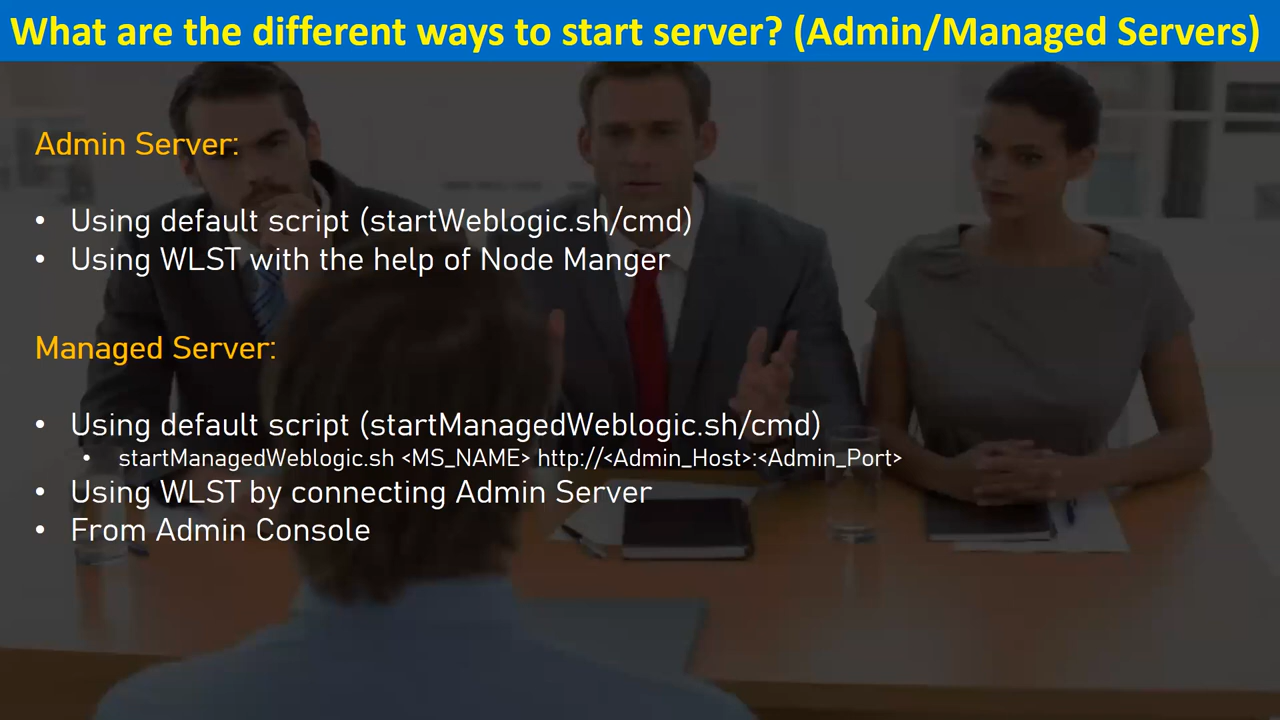 What are the different ways to start server? (Admin/Managed Servers)
Admin Server:
• Using default script (startWeblogic.sh/cmd)
• Using WLST with the help of Node Manger
Managed Server:
• Using default script (startManagedWeblogic.sh/cmd)
• startManagedWeblogic.sh <MS_NAME> http://<Admin_Host>:<Admin_Port>
• Using WLST by connecting Admin Server
• From Admin Console